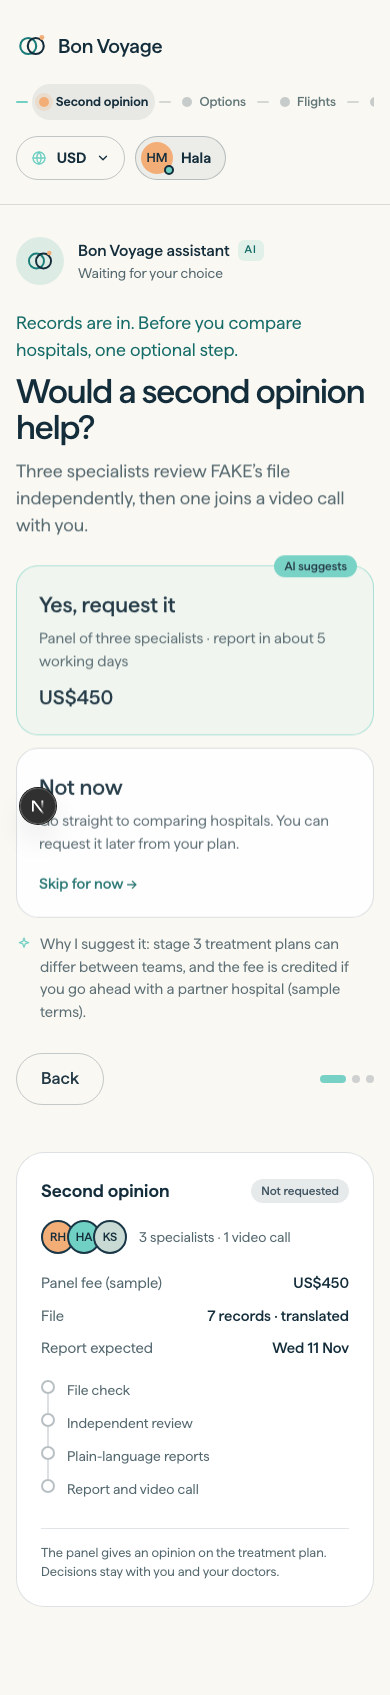 Bon Voyage
Second opinion
Options
Flights
USD
HM
Hala
Bon Voyage assistant AI
Waiting for your choice
Records are in. Before you compare
hospitals, one optional step.
Would a second opinion
help?
Three specialists review FAKE's file
independently, then one joins a video call
with you.
AI suggests
Yes, request it
Panel of three specialists · report in about 5
working days
US$450
Not now
straight to comparing hospitals. You can
request it later from your plan.
Skip for now →
N
Why I suggest it: stage 3 treatment plans can
differ between teams, and the fee is credited if
you go ahead with a partner hospital (sample
terms).
Back
Second opinion
Not requested
RH HA KS 3 specialists · 1 video call
Panel fee (sample) US$450
File 7 records · translated
Report expected Wed 11 Nov
File check
Independent review
Plain-language reports
Report and video call
The panel gives an opinion on the treatment plan.
Decisions stay with you and your doctors.